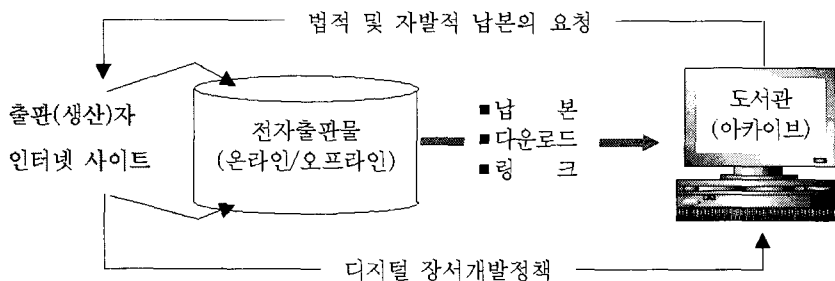 법적 및 자발적 납본의 요청
출판(생산)자
인터넷 사이트
전자출판물
(온라인/오프라인)
■납 본
■다운로드
■링 크
도서관
(아카이브)
디지털 장서개발정책